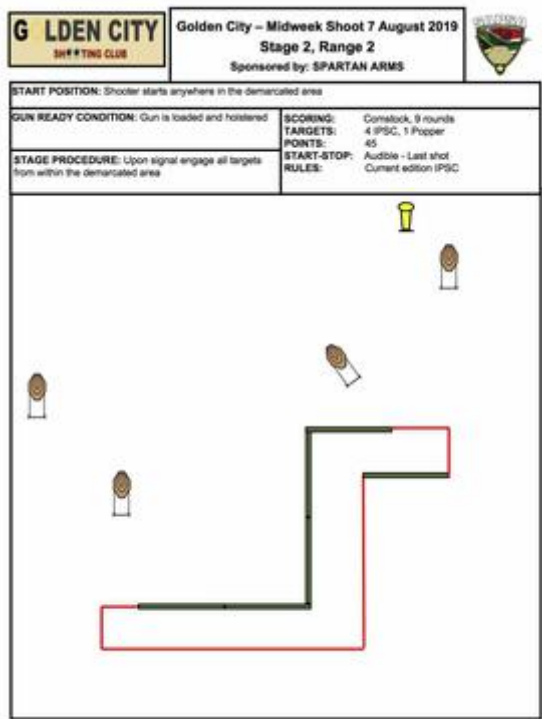 G LDEN CITY
SH**TING CLUB
Golden City – Midweek Shoot 7 August 2019
Stage 2, Range 2
Sponsored by: SPARTAN ARMS
START POSITION: Shooter starts anywhere in the demarcated area
GUN READY CONDITION: Gun is loaded and holstered
STAGE PROCEDURE: Upon signal engage all targets
from within the demarcated area
SCORING: Comstock, 9 rounds
TARGETS: 4 IPSC, 1 Popper
POINTS: 45
START-STOP: Audible - Last shot
RULES: Current edition IPSC